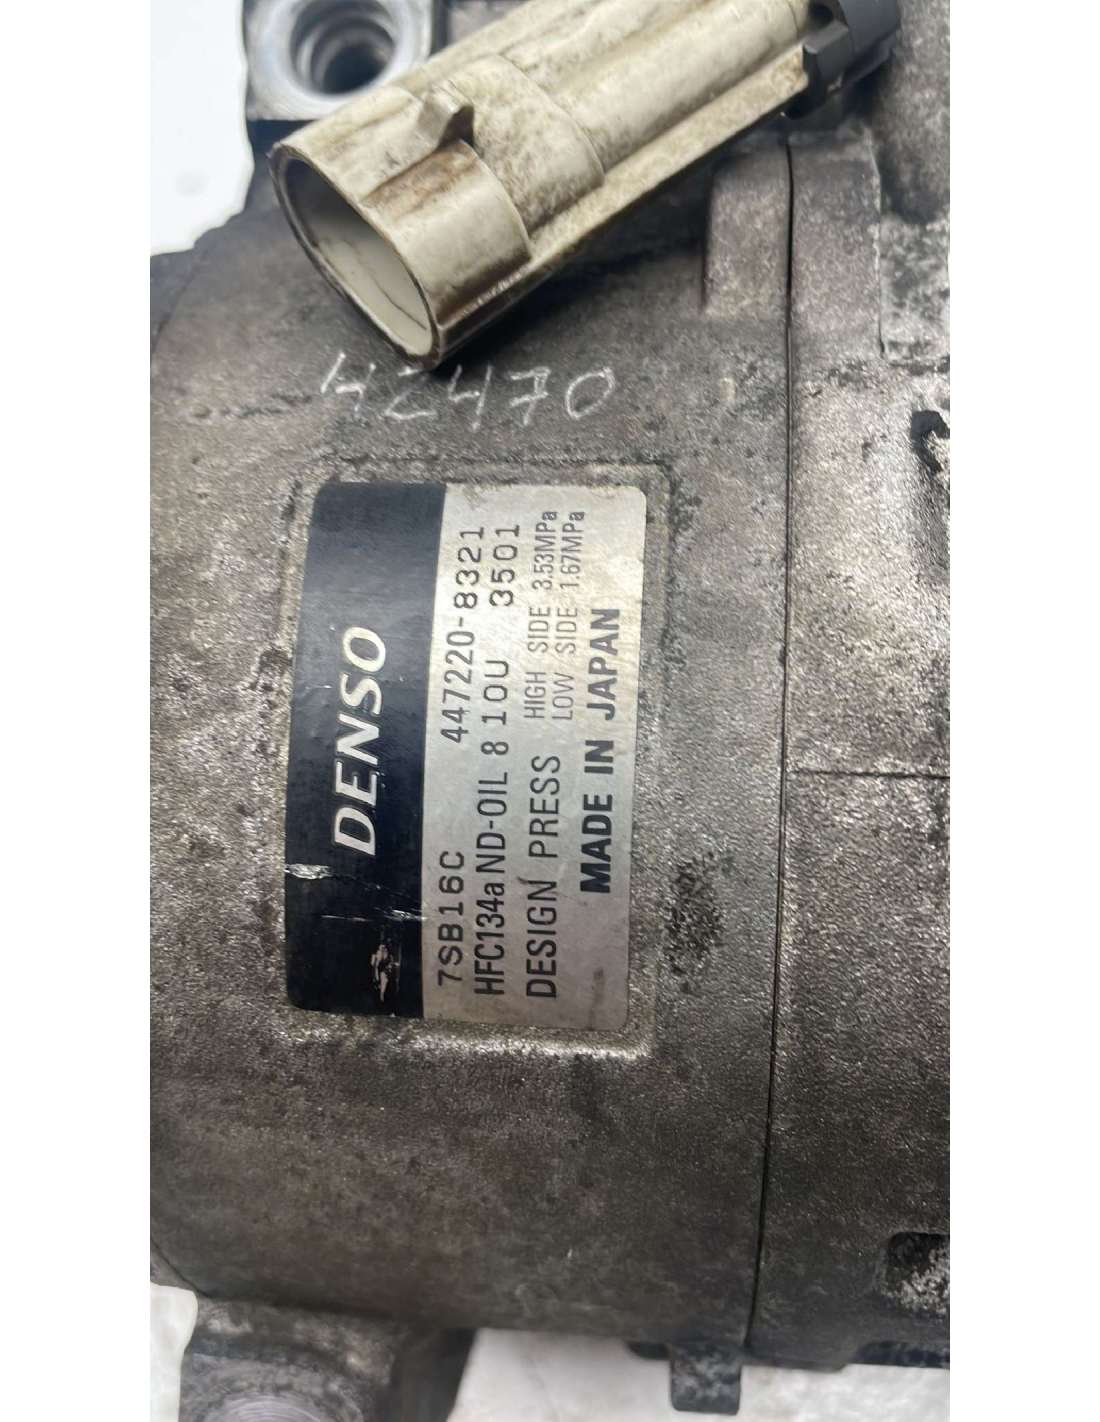 42470
DENSO
7SB16C 447220-8321
HFC134a ND-OIL 8 10U 3501
DESIGN PRESS HIGH SIDE 3.53MPa
LOW SIDE 1.67MPa
MADE IN JAPAN